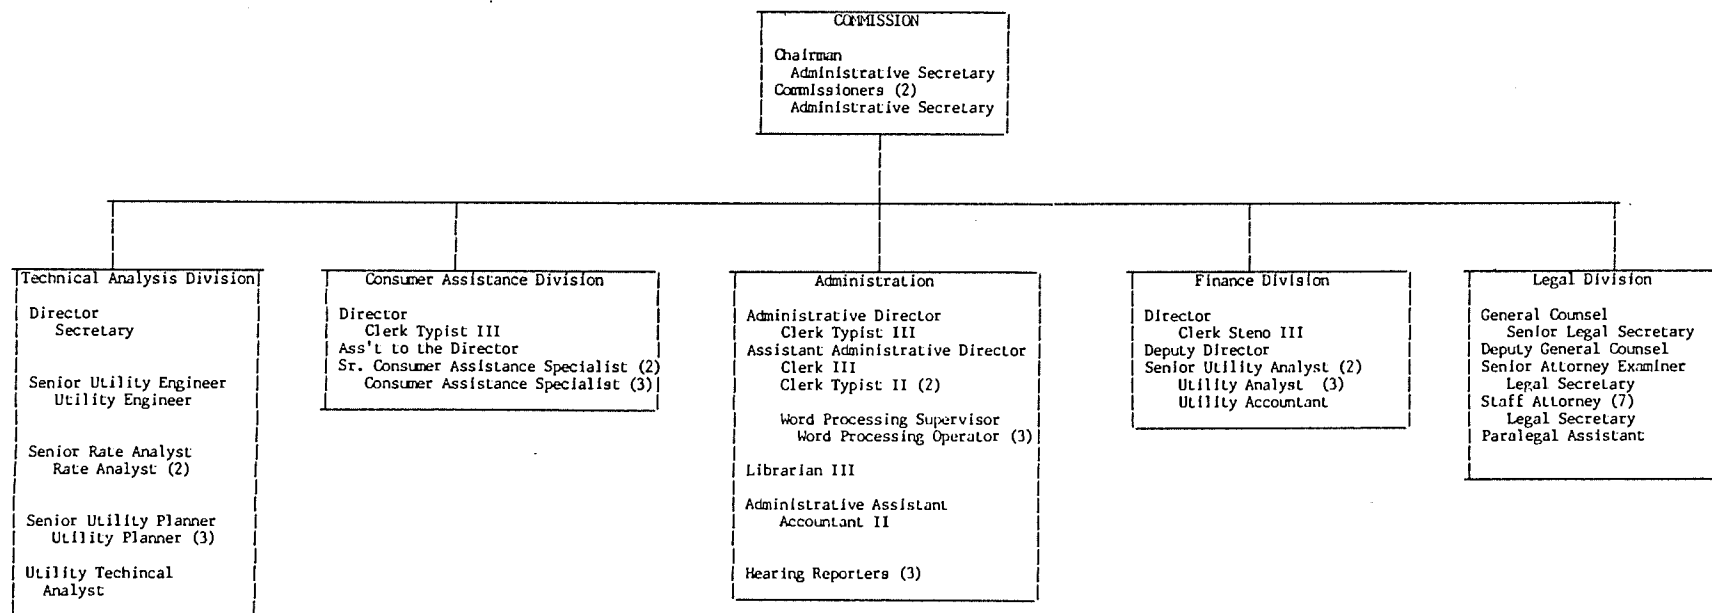 COMMISSION
Chairman
Administrative Secretary
Commissioners (2)
Administrative Secretary
Technical Analysis Division
Director
Secretary
Senior Utility Engineer
Utility Engineer
Senior Rate Analyst
Rate Analyst (2)
Senior Utility Planner
Utility Planner (3)
Utility Techincal
Analyst
Consumer Assistance Division
Director
Clerk Typist III
Ass't to the Director
Sr. Consumer Assistance Specialist (2)
Consumer Assistance Specialist (3)
Administration
Administrative Director
Clerk Typist III
Assistant Administrative Director
Clerk III
Clerk Typist II (2)
Word Processing Supervisor
Word Processing Operator (3)
Librarian III
Administrative Assistant
Accountant II
Hearing Reporters (3)
Finance Division
Director
Clerk Steno III
Deputy Director
Senior Utility Analyst (2)
Utility Analyst (3)
Utility Accountant
Legal Division
General Counsel
Senior Legal Secretary
Deputy General Counsel
Senior Attorney Examiner
Legal Secretary
Staff Attorney (7)
Legal Secretary
Paralegal Assistant